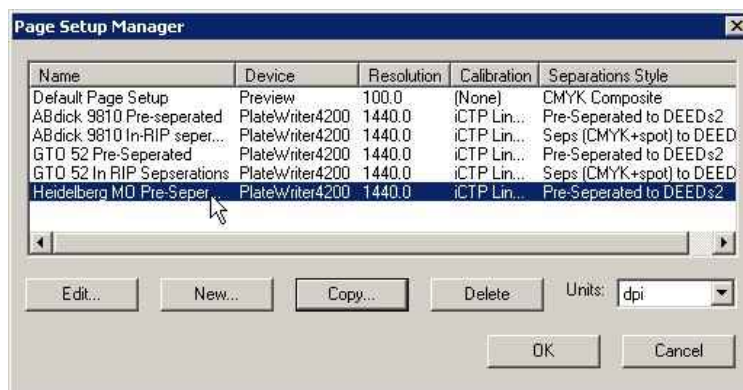 Page Setup Manager
Name Device Resolution Calibration Separations Style
Default Page Setup Preview 100.0 (None) CMYK Composite
ABdick 9810 Pre-seperated PlateWriter4200 1440.0 iCTP Lin... Pre-Seperated to DEEDs2
ABdick 9810 In-RIP seper... PlateWriter4200 1440.0 iCTP Lin... Seps (CMYK+spot) to DEED
GTO 52 Pre-Seperated PlateWriter4200 1440.0 iCTP Lin... Pre-Seperated to DEEDs2
GTO 52 In RIP Sepserations PlateWriter4200 1440.0 iCTP Lin... Seps (CMYK+spot) to DEED
Heidelberg MO Pre-Seper... PlateWriter4200 1440.0 iCTP Lin... Pre-Seperated to DEEDs2
Edit... New... Copy... Delete Units: dpi
OK Cancel